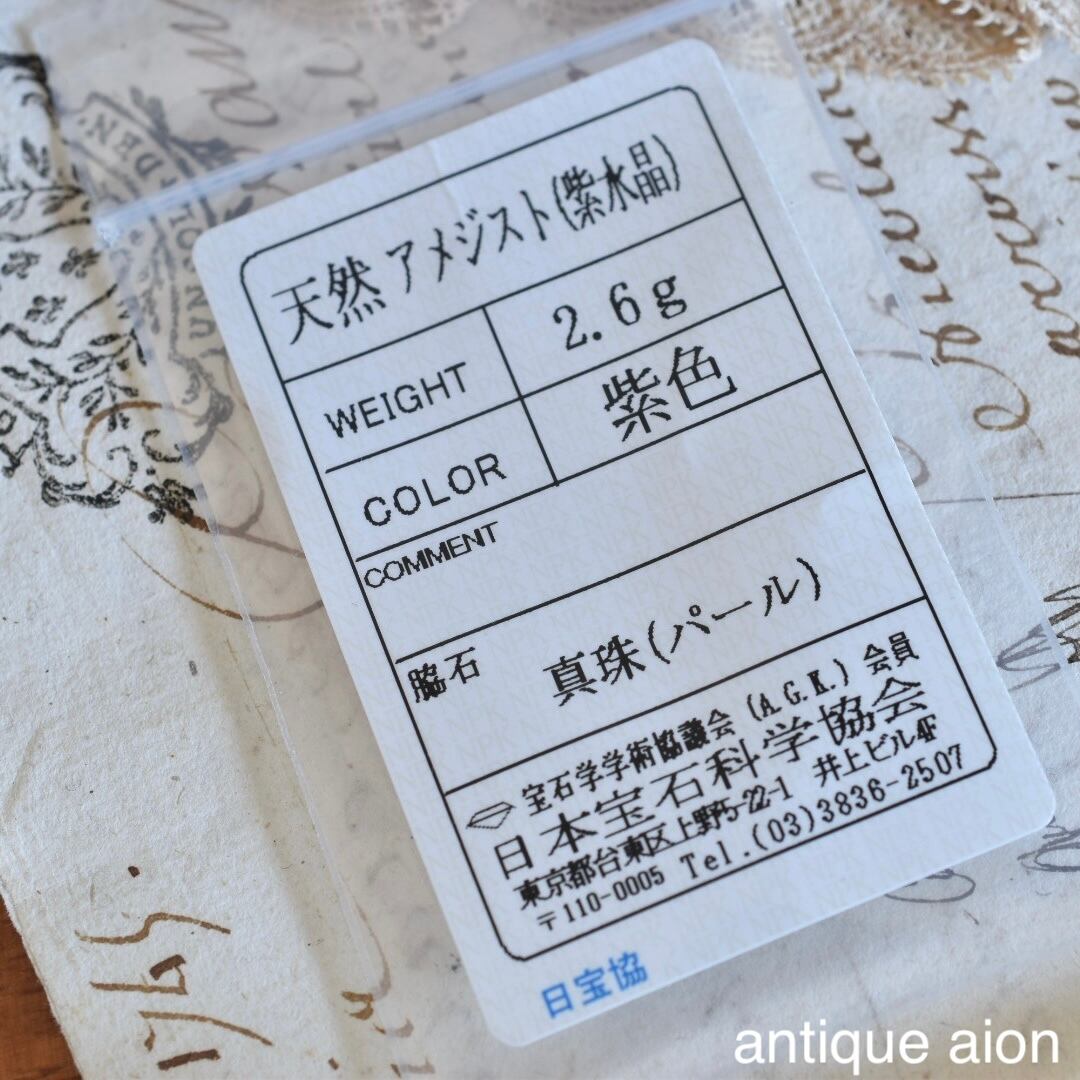 天然 アメジスト(紫水晶)
WEIGHT 2.6g
COLOR 紫色
COMMENT
脇石 真珠(パール)
宝石学学術協議会 (A.G.K.) 会員
日本宝石科学協会
東京都台東区上野5-22-1 井上ビル4F
〒110-0005 Tel.(03)3836-2507
日宝協
antique aion